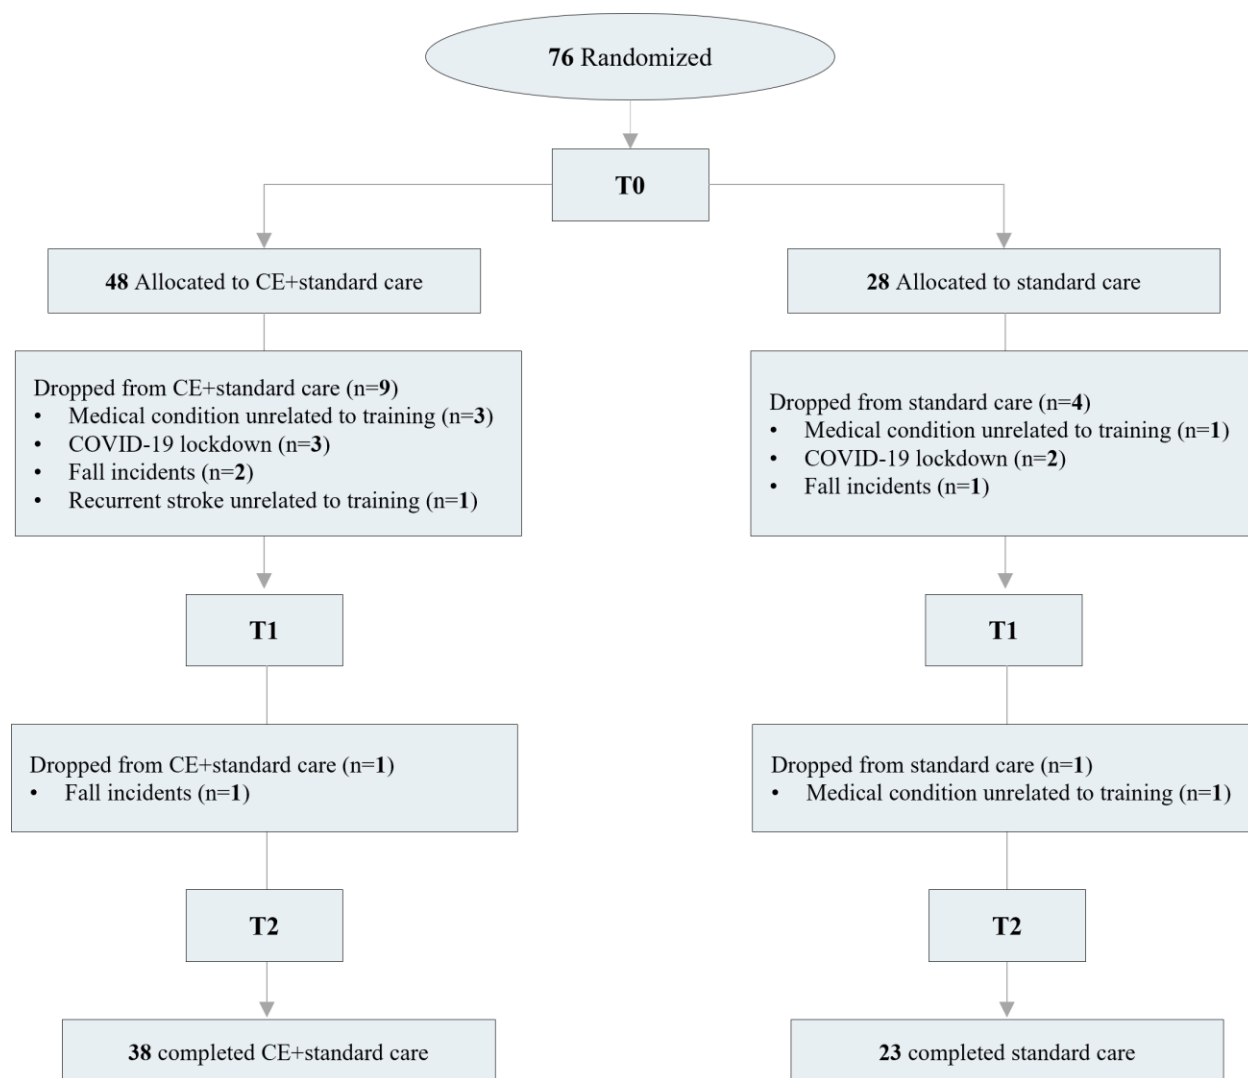 76 Randomized
T0
48 Allocated to CE+standard care
28 Allocated to standard care
Dropped from CE+standard care (n=9)
• Medical condition unrelated to training (n=3)
• COVID-19 lockdown (n=3)
• Fall incidents (n=2)
• Recurrent stroke unrelated to training (n=1)
Dropped from standard care (n=4)
• Medical condition unrelated to training (n=1)
• COVID-19 lockdown (n=2)
• Fall incidents (n=1)
T1
T1
Dropped from CE+standard care (n=1)
• Fall incidents (n=1)
Dropped from standard care (n=1)
• Medical condition unrelated to training (n=1)
T2
T2
38 completed CE+standard care
23 completed standard care